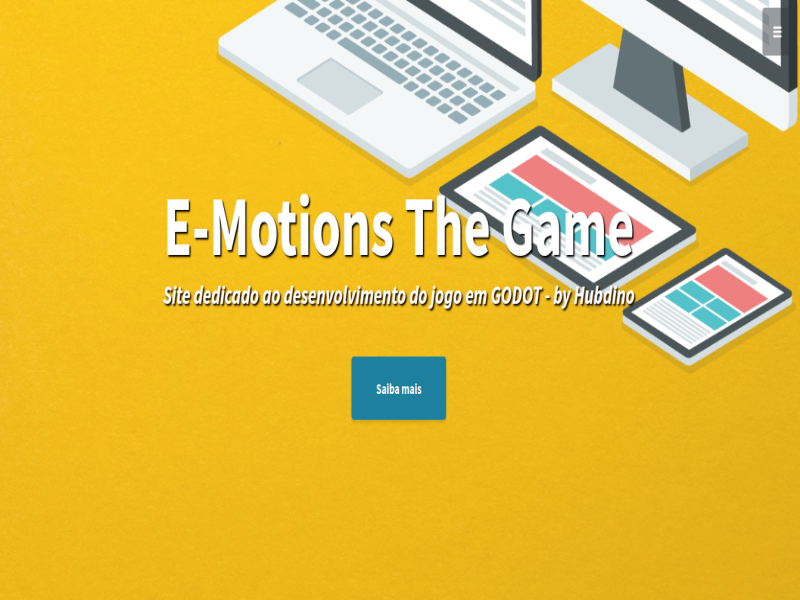 E-Motions The Game
Site dedicado ao desenvolvimento do jogo em GODOT - by Hubdino
Saiba mais